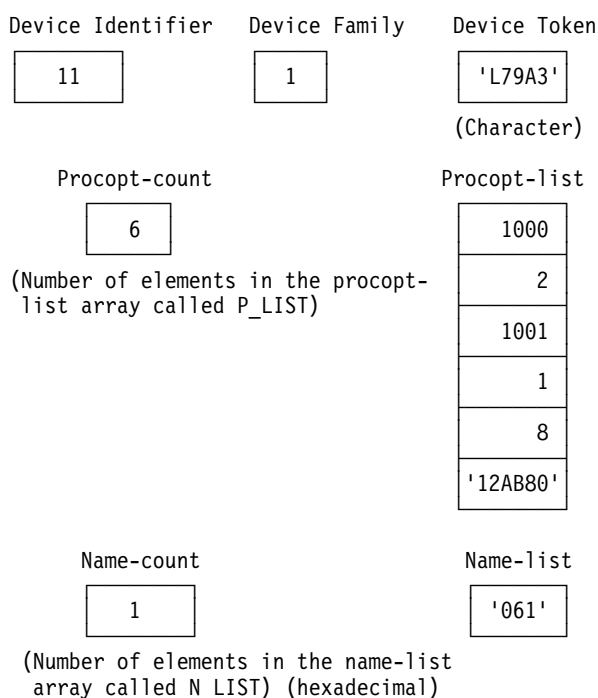 Device Identifier Device Family Device Token
11 1 'L79A3'
(Character)
Procopt-count Procopt-list
6 1000
(Number of elements in the procopt-
list array called P_LIST)
2
1001
1
8
'12AB80'
Name-count Name-list
1 '061'
(Number of elements in the name-list
array called N_LIST) (hexadecimal)